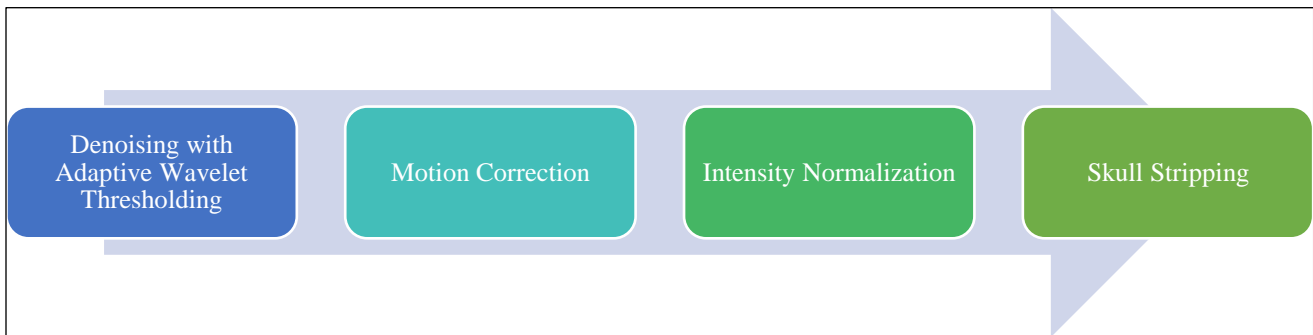 Denoising with
Adaptive Wavelet
Thresholding
Motion Correction
Intensity Normalization
Skull Stripping